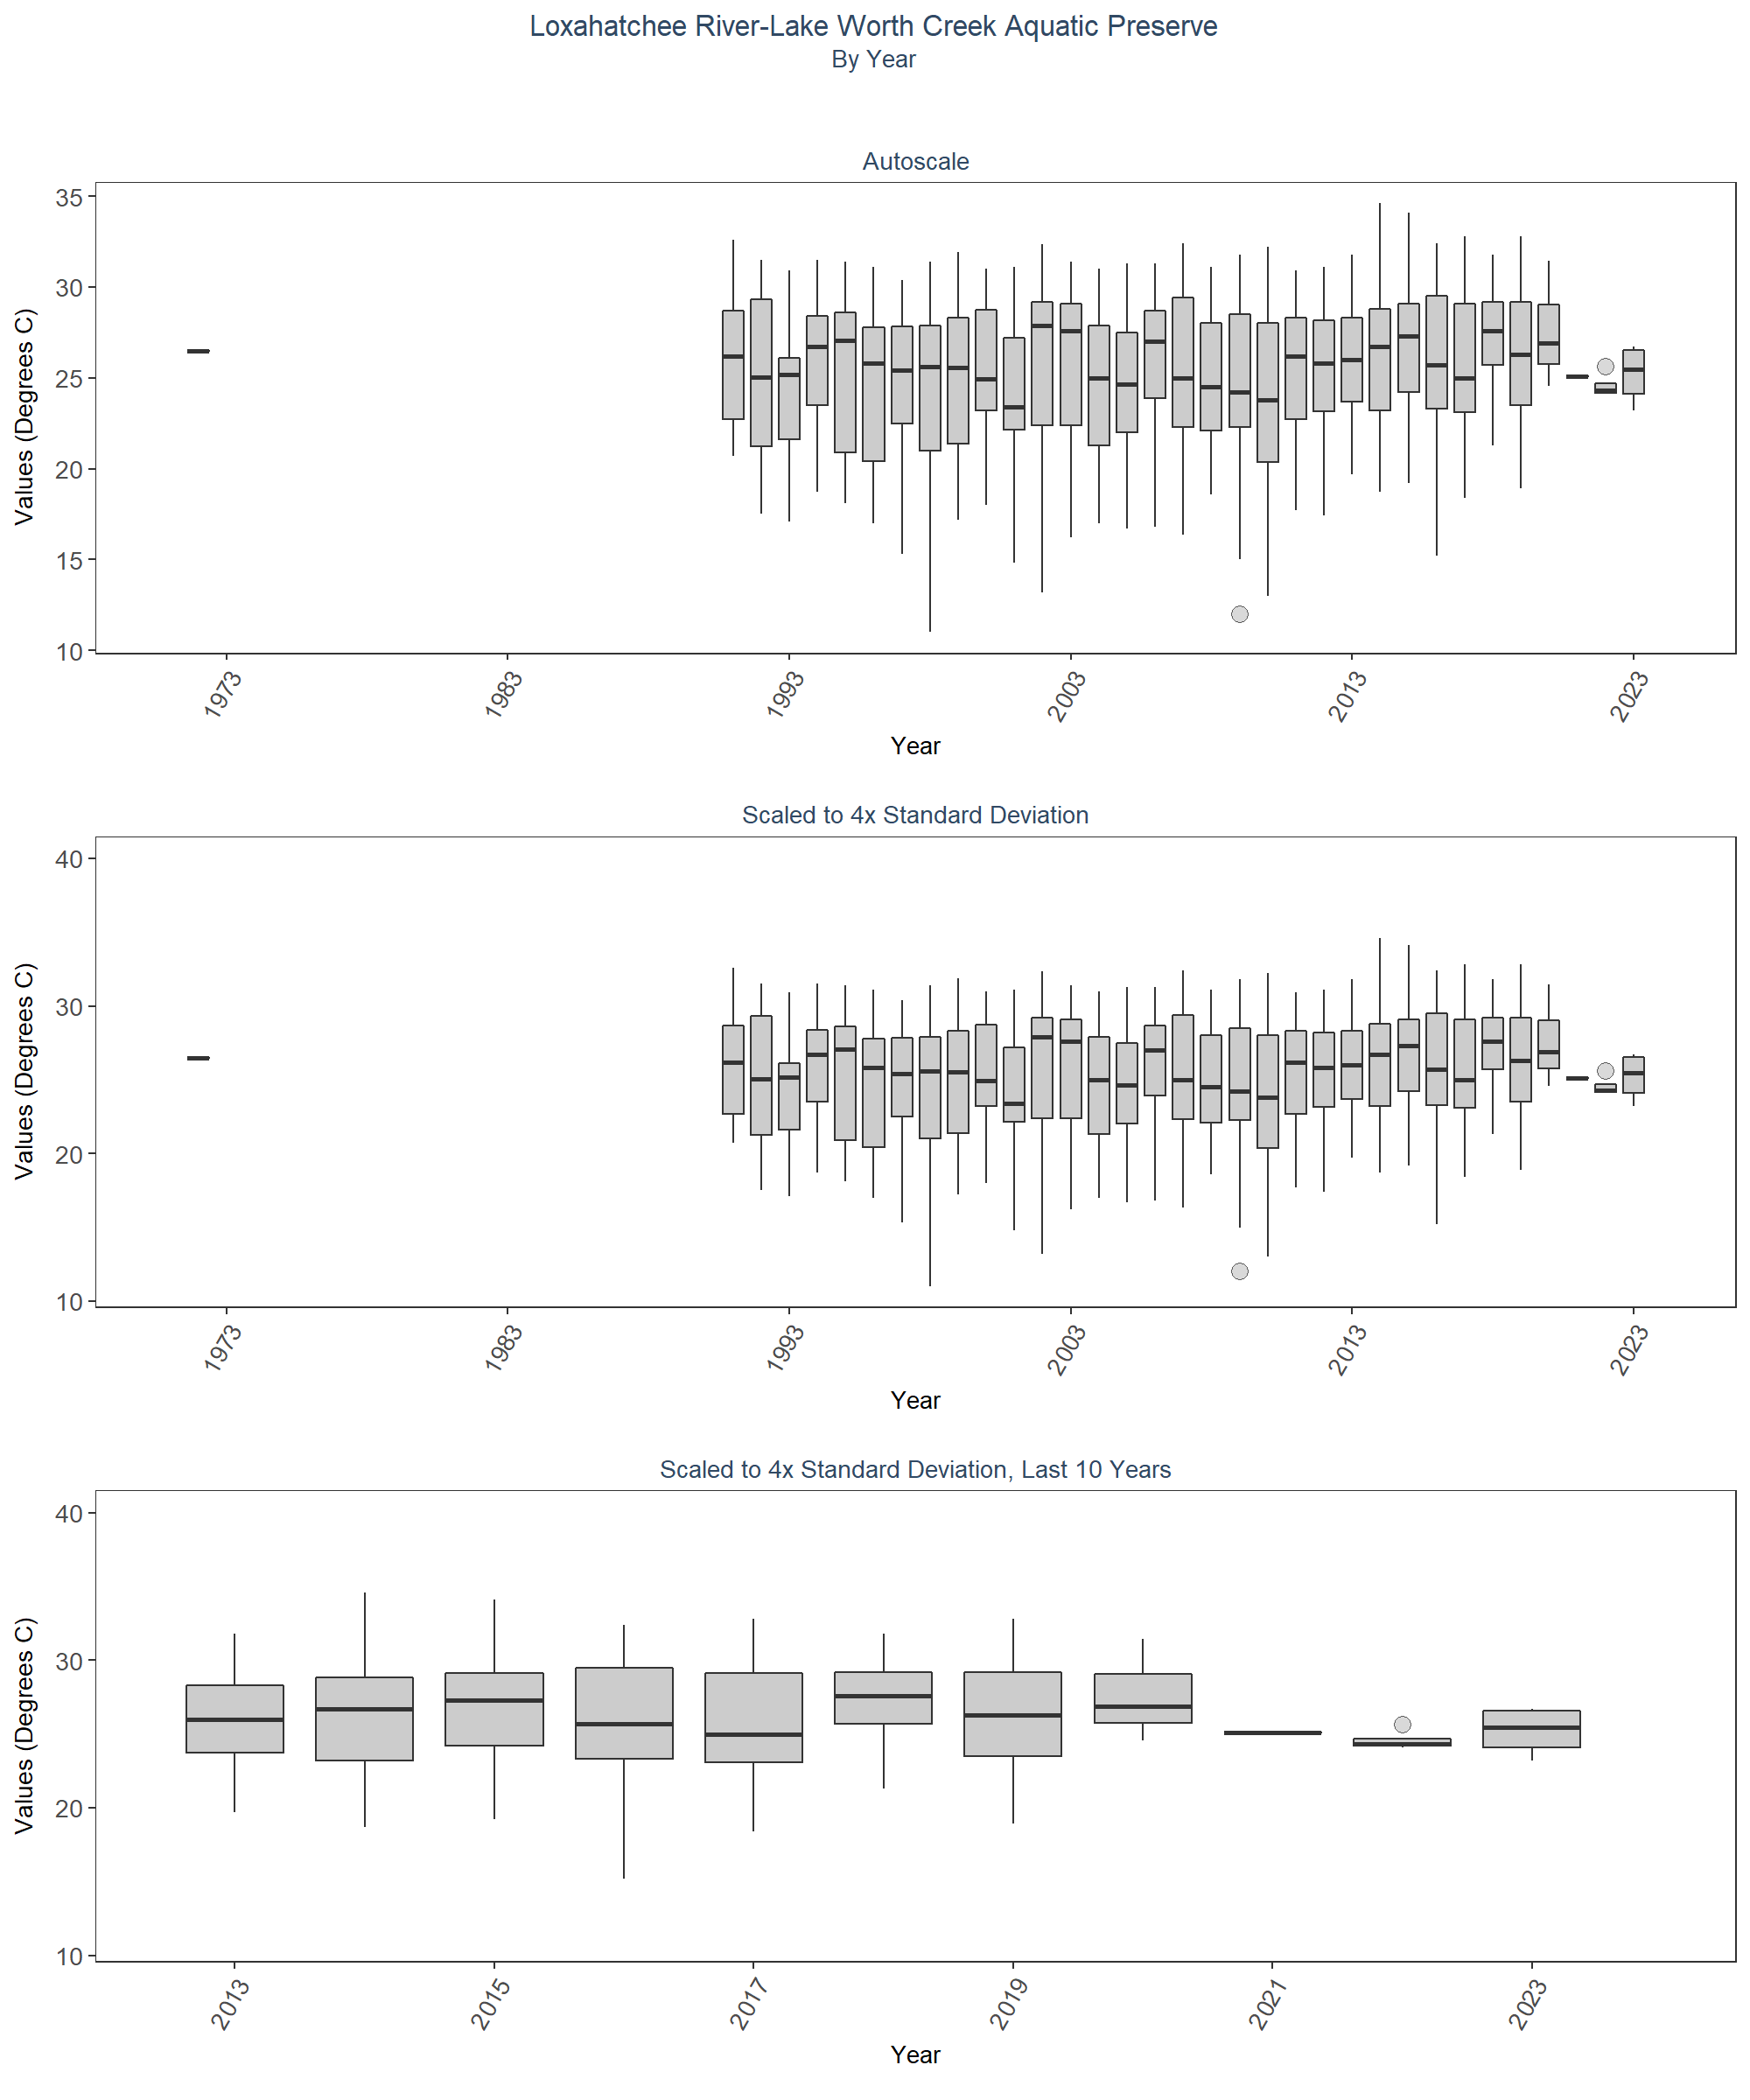 Loxahatchee River-Lake Worth Creek Aquatic Preserve
By Year
Autoscale
Values (Degrees C)
35
30
25
20
15
10
1973
1983
1993
2003
2013
2023
Year
Scaled to 4x Standard Deviation
Values (Degrees C)
40
30
20
10
1973
1983
1993
2003
2013
2023
Year
Scaled to 4x Standard Deviation, Last 10 Years
Values (Degrees C)
40
30
20
10
2013
2015
2017
2019
2021
2023
Year